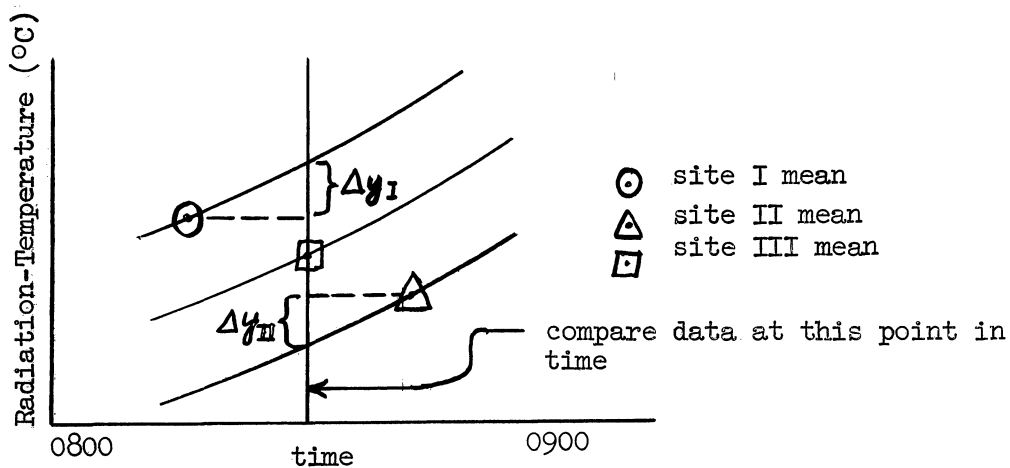 Radiation-Temperature (°C)
Δy_I
site I mean
site II mean
site III mean
Δy_III
compare data at this point in
time
0800
time
0900